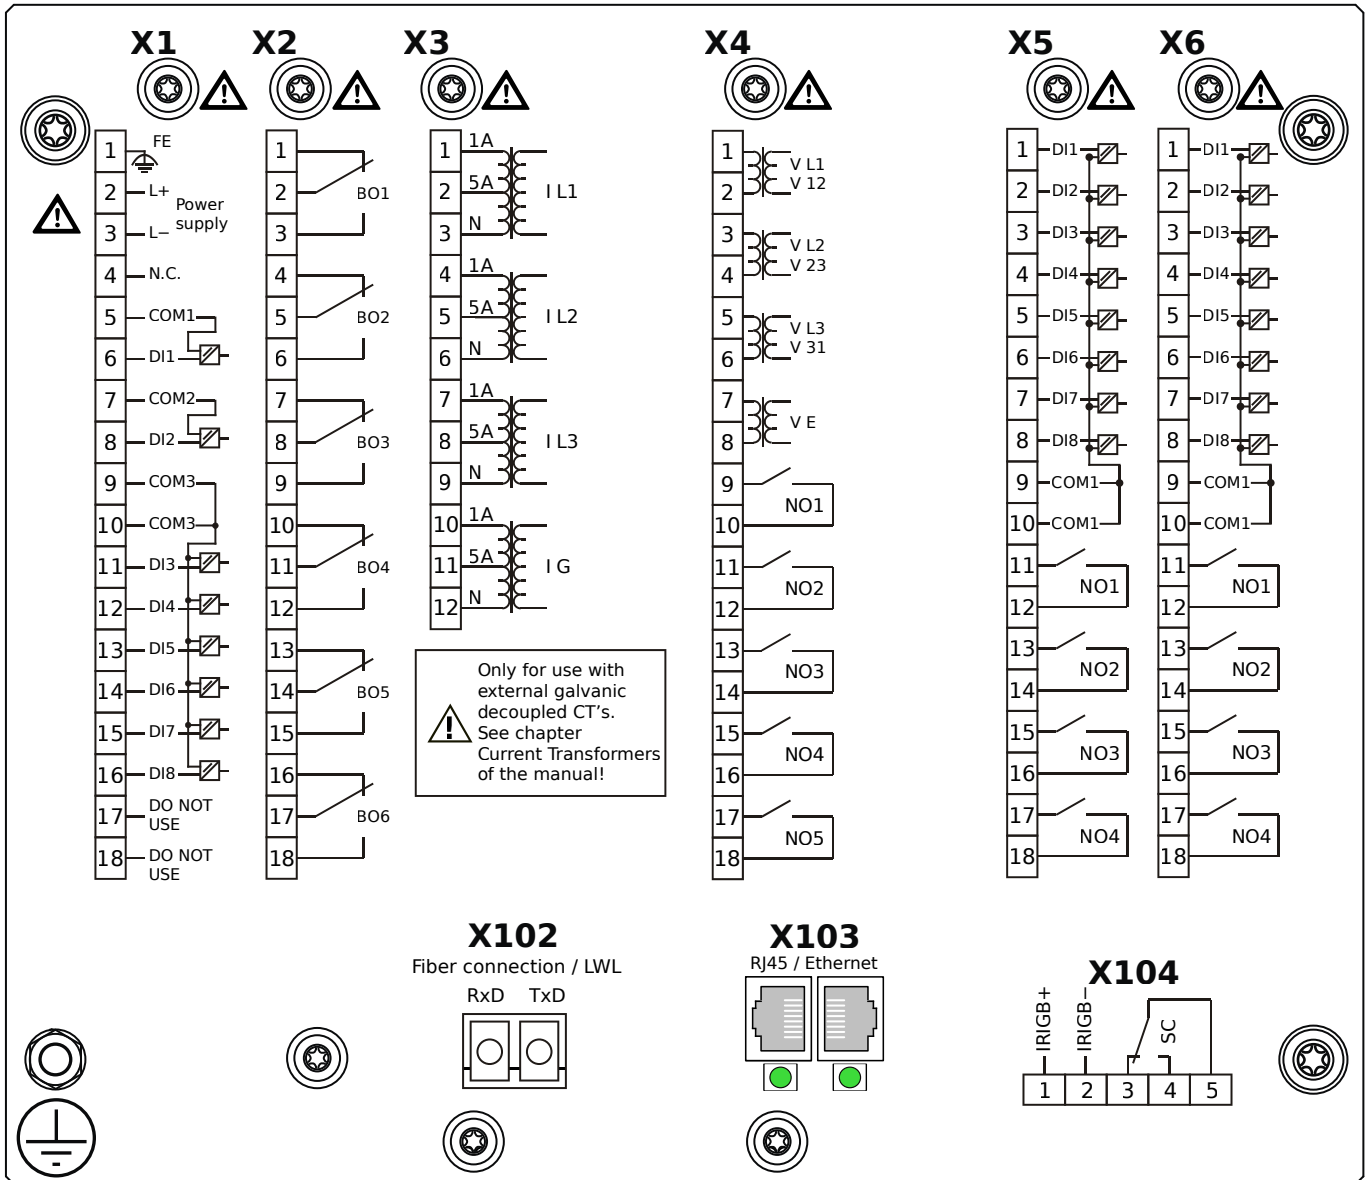 X1 X2 X3 X4 X5 X6
1 FE
2 L+
Power
supply
3 L−
4 N.C.
5 COM1
6 DI1
7 COM2
8 DI2
9 COM3
10 COM3
11 DI3
12 DI4
13 DI5
14 DI6
15 DI7
16 DI8
17 DO NOT
USE
18 DO NOT
USE
1
2 BO1
3
4
5 BO2
6
7
8 BO3
9
10
11 BO4
12
13
14 BO5
15
16
17 BO6
18
1 1A
2 5A I L1
3 N
4 1A
5 5A I L2
6 N
7 1A
8 5A I L3
9 N
10 1A
11 5A I G
12 N
Only for use with
external galvanic
decoupled CT's.
See chapter
Current Transformers
of the manual!
1 V L1
2 V 12
3 V L2
4 V 23
5 V L3
6 V 31
7
V E
8
9
NO1
10
11
NO2
12
13
NO3
14
15
NO4
16
17
NO5
18
1 DI1
2 DI2
3 DI3
4 DI4
5 DI5
6 DI6
7 DI7
8 DI8
9 COM1
10 COM1
11
NO1
12
13
NO2
14
15
NO3
16
17
NO4
18
1 DI1
2 DI2
3 DI3
4 DI4
5 DI5
6 DI6
7 DI7
8 DI8
9 COM1
10 COM1
11
NO1
12
13
NO2
14
15
NO3
16
17
NO4
18
X102
Fiber connection / LWL
RxD TxD
X103
RJ45 / Ethernet
X104
IRIGB+
IRIGB−
SC
1 2 3 4 5